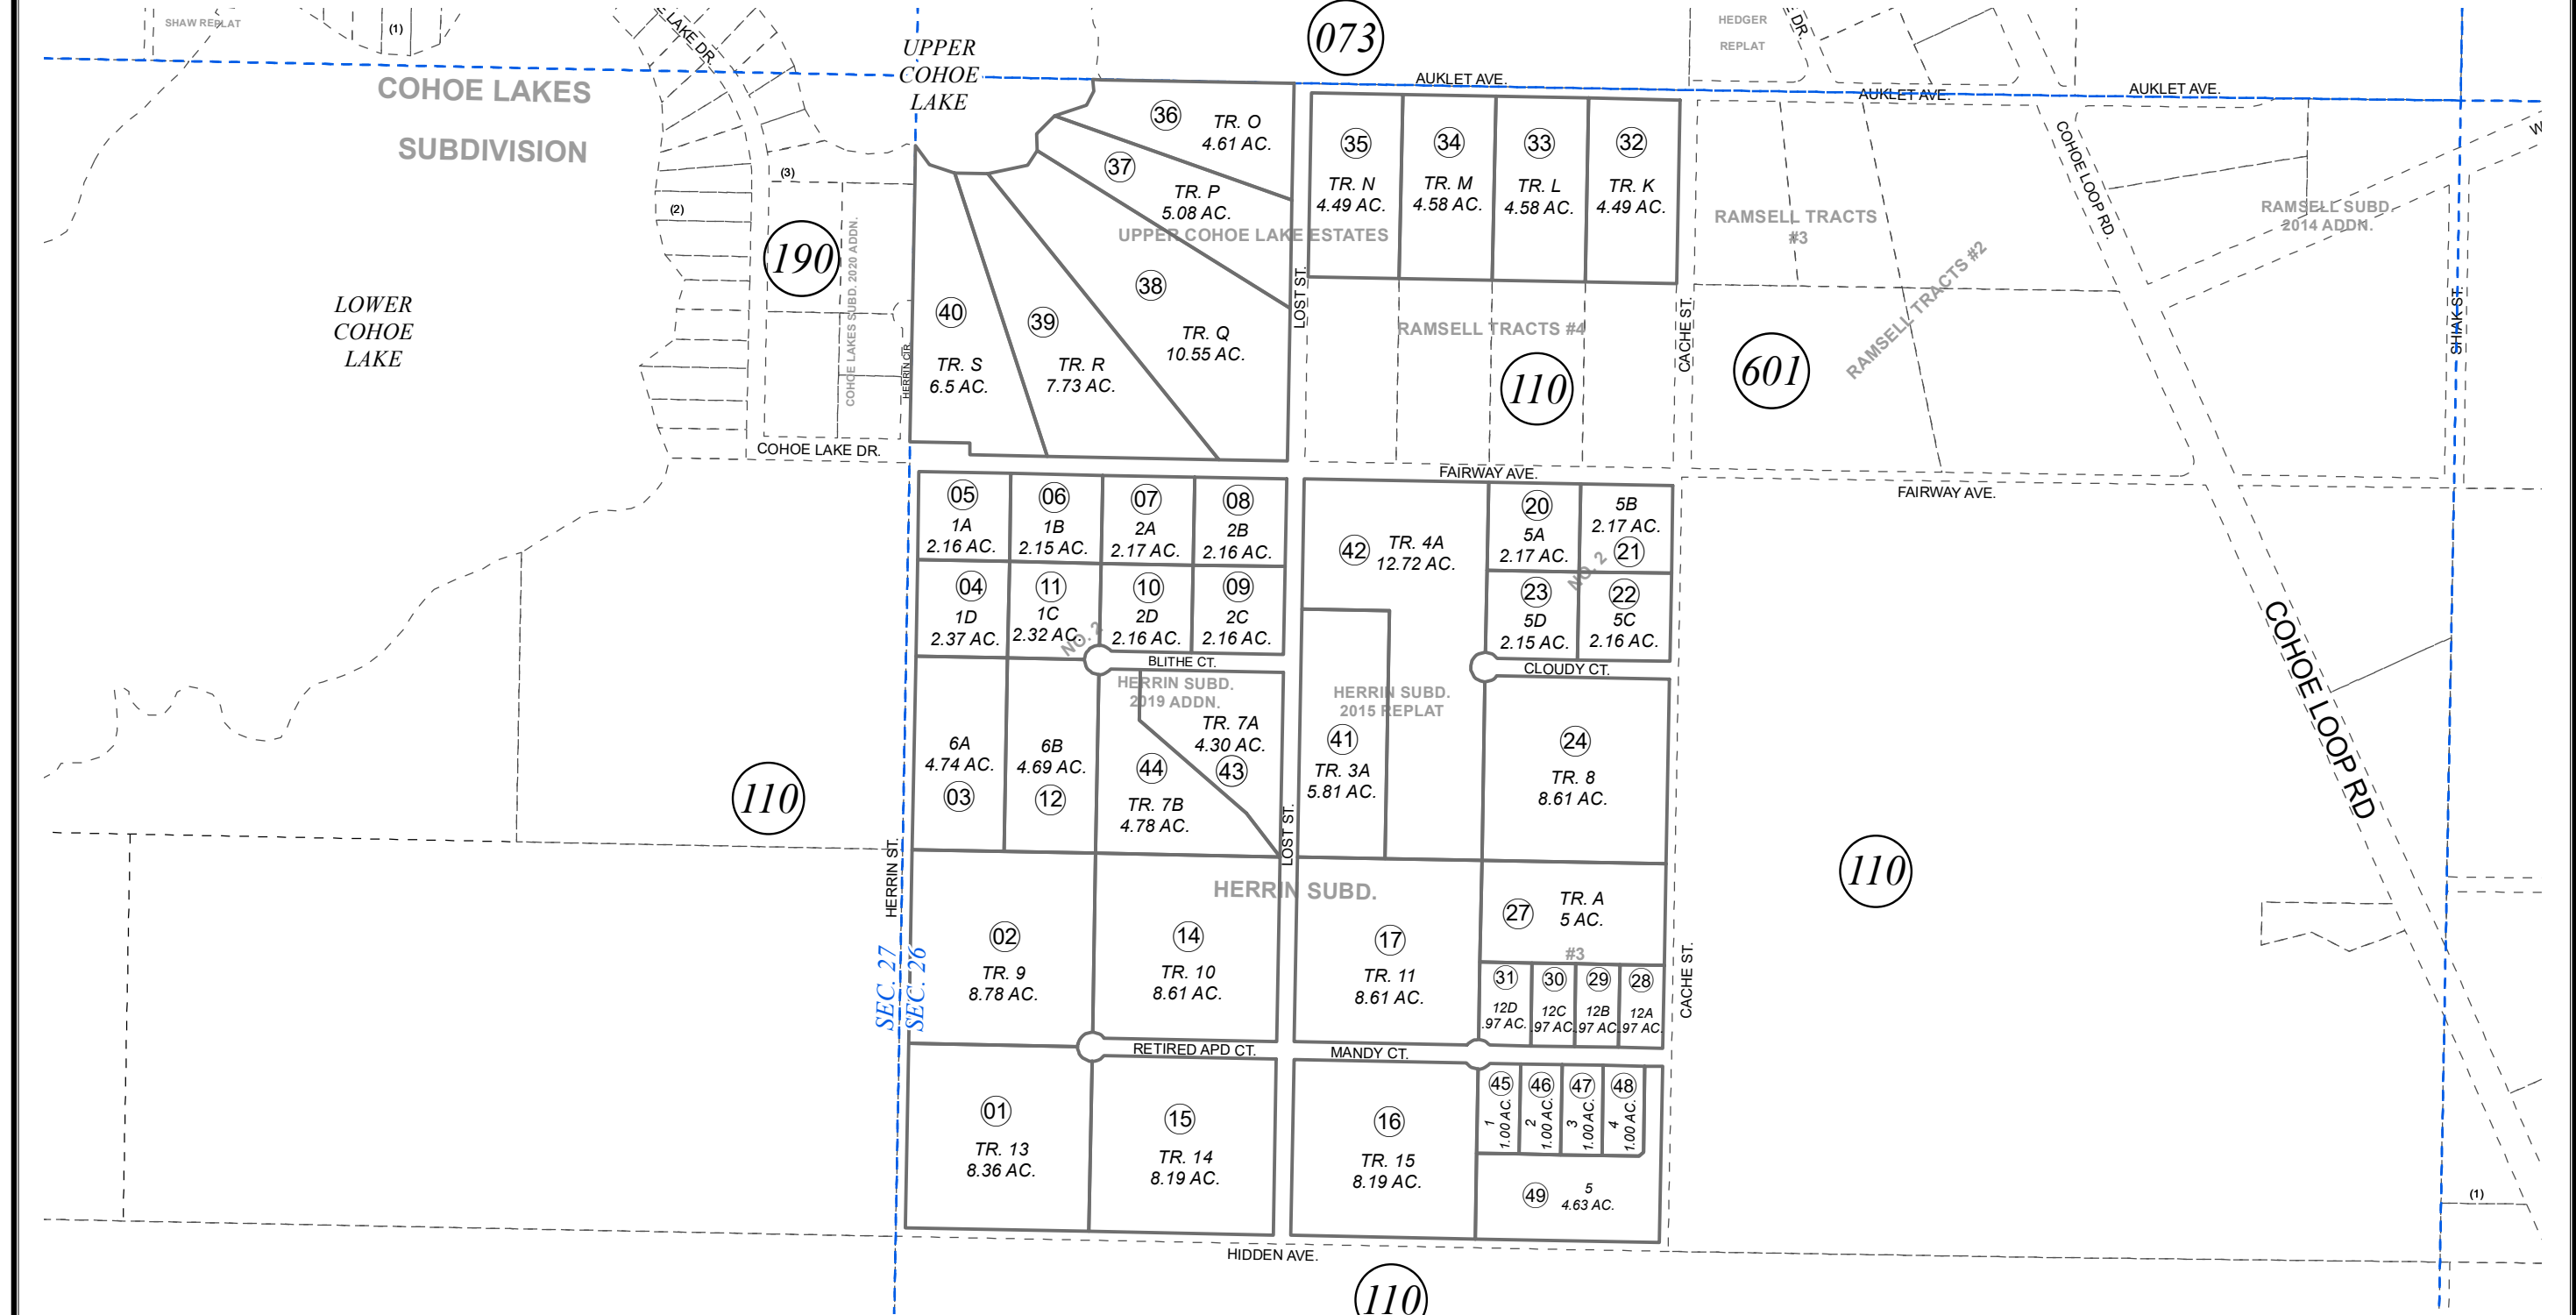 SHAW REPLAT
(1)
E LAKE DR.
UPPER
COHOE
LAKE
073
HEDGER
REPLAT
DR.
AUKLET AVE.
AUKLET AVE.
AUKLET AVE.
COHOE LAKES
SUBDIVISION
36
TR. O
4.61 AC.
37
TR. P
5.08 AC.
UPPER COHOE LAKE ESTATES
35
TR. N
4.49 AC.
34
TR. M
4.58 AC.
33
TR. L
4.58 AC.
32
TR. K
4.49 AC.
RAMSELL TRACTS
#3
COHOE LOOP RD.
W
RAMSELL SUBD.
2014 ADDN.
RAMSELL TRACTS #2
(3)
(2)
190
COHOE LAKES SUBD. 2020 ADDN.
HERRIN CIR.
LOWER
COHOE
LAKE
40
TR. S
6.5 AC.
39
TR. R
7.73 AC.
38
TR. Q
10.55 AC.
LOST ST.
RAMSELL TRACTS #4
110
CACHE ST.
601
SHIAK ST.
COHOE LAKE DR.
FAIRWAY AVE.
FAIRWAY AVE.
05
1A
2.16 AC.
06
1B
2.15 AC.
07
2A
2.17 AC.
08
2B
2.16 AC.
42
TR. 4A
12.72 AC.
20
5A
2.17 AC.
5B
2.17 AC.
21
NO. 2
04
1D
2.37 AC.
11
1C
2.32 AC.
NO. 2
10
2D
2.16 AC.
09
2C
2.16 AC.
23
5D
2.15 AC.
22
5C
2.16 AC.
BLITHE CT.
CLOUDY CT.
HERRIN SUBD.
2019 ADDN.
HERRIN SUBD.
2015 REPLAT
COHOE LOOP RD
110
6A
4.74 AC.
03
6B
4.69 AC.
12
44
TR. 7B
4.78 AC.
TR. 7A
4.30 AC.
43
LOST ST.
41
TR. 3A
5.81 AC.
24
TR. 8
8.61 AC.
HERRIN ST.
HERRIN SUBD.
110
SEC. 27
SEC. 26
02
TR. 9
8.78 AC.
14
TR. 10
8.61 AC.
17
TR. 11
8.61 AC.
27
TR. A
5 AC.
#3
31
12D
.97 AC.
30
12C
.97 AC.
29
12B
.97 AC.
28
12A
.97 AC.
CACHE ST.
RETIRED APD CT.
MANDY CT.
01
TR. 13
8.36 AC.
15
TR. 14
8.19 AC.
16
TR. 15
8.19 AC.
45
1
1.00 AC.
46
2
1.00 AC.
47
3
1.00 AC.
48
4
1.00 AC.
49
5
4.63 AC.
(1)
HIDDEN AVE.
110